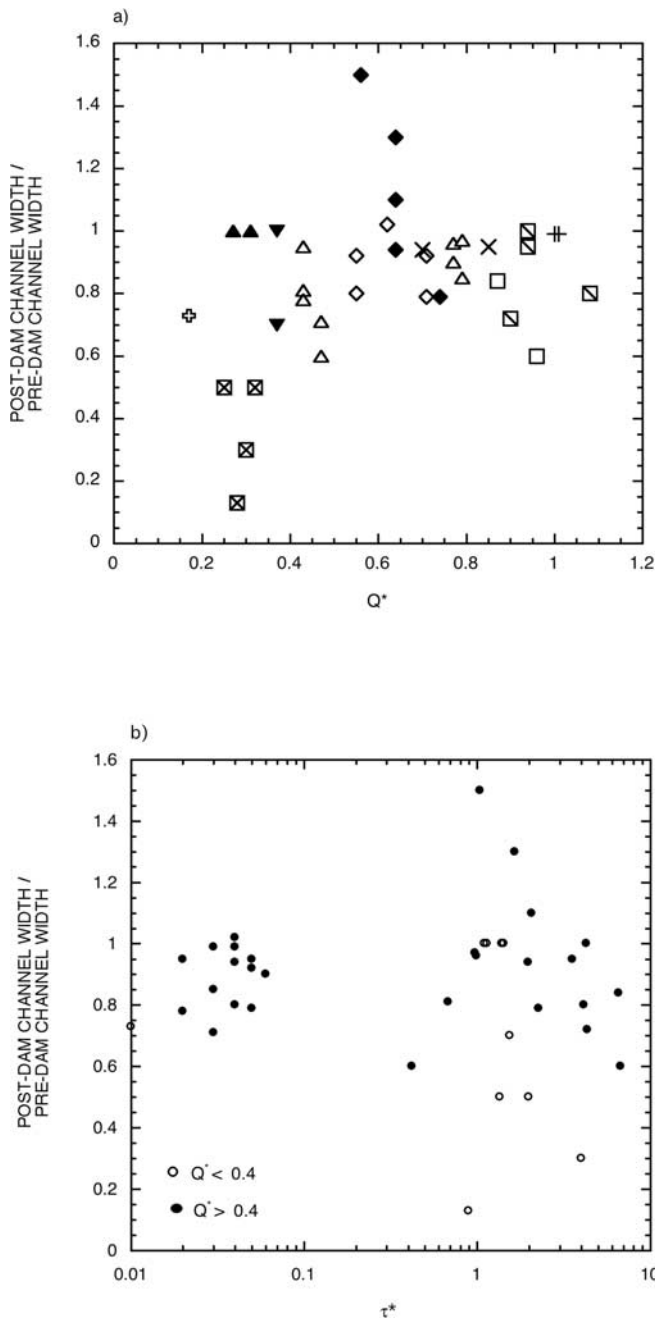 a)
1.6
1.4
1.2
1
0.8
0.6
0.4
0.2
0
POST-DAM CHANNEL WIDTH /
PRE-DAM CHANNEL WIDTH
0 0.2 0.4 0.6 0.8 1 1.2
Q*
b)
1.6
1.4
1.2
1
0.8
0.6
0.4
0.2
0
POST-DAM CHANNEL WIDTH /
PRE-DAM CHANNEL WIDTH
Q* < 0.4
Q* > 0.4
0.01 0.1 1 10
τ*